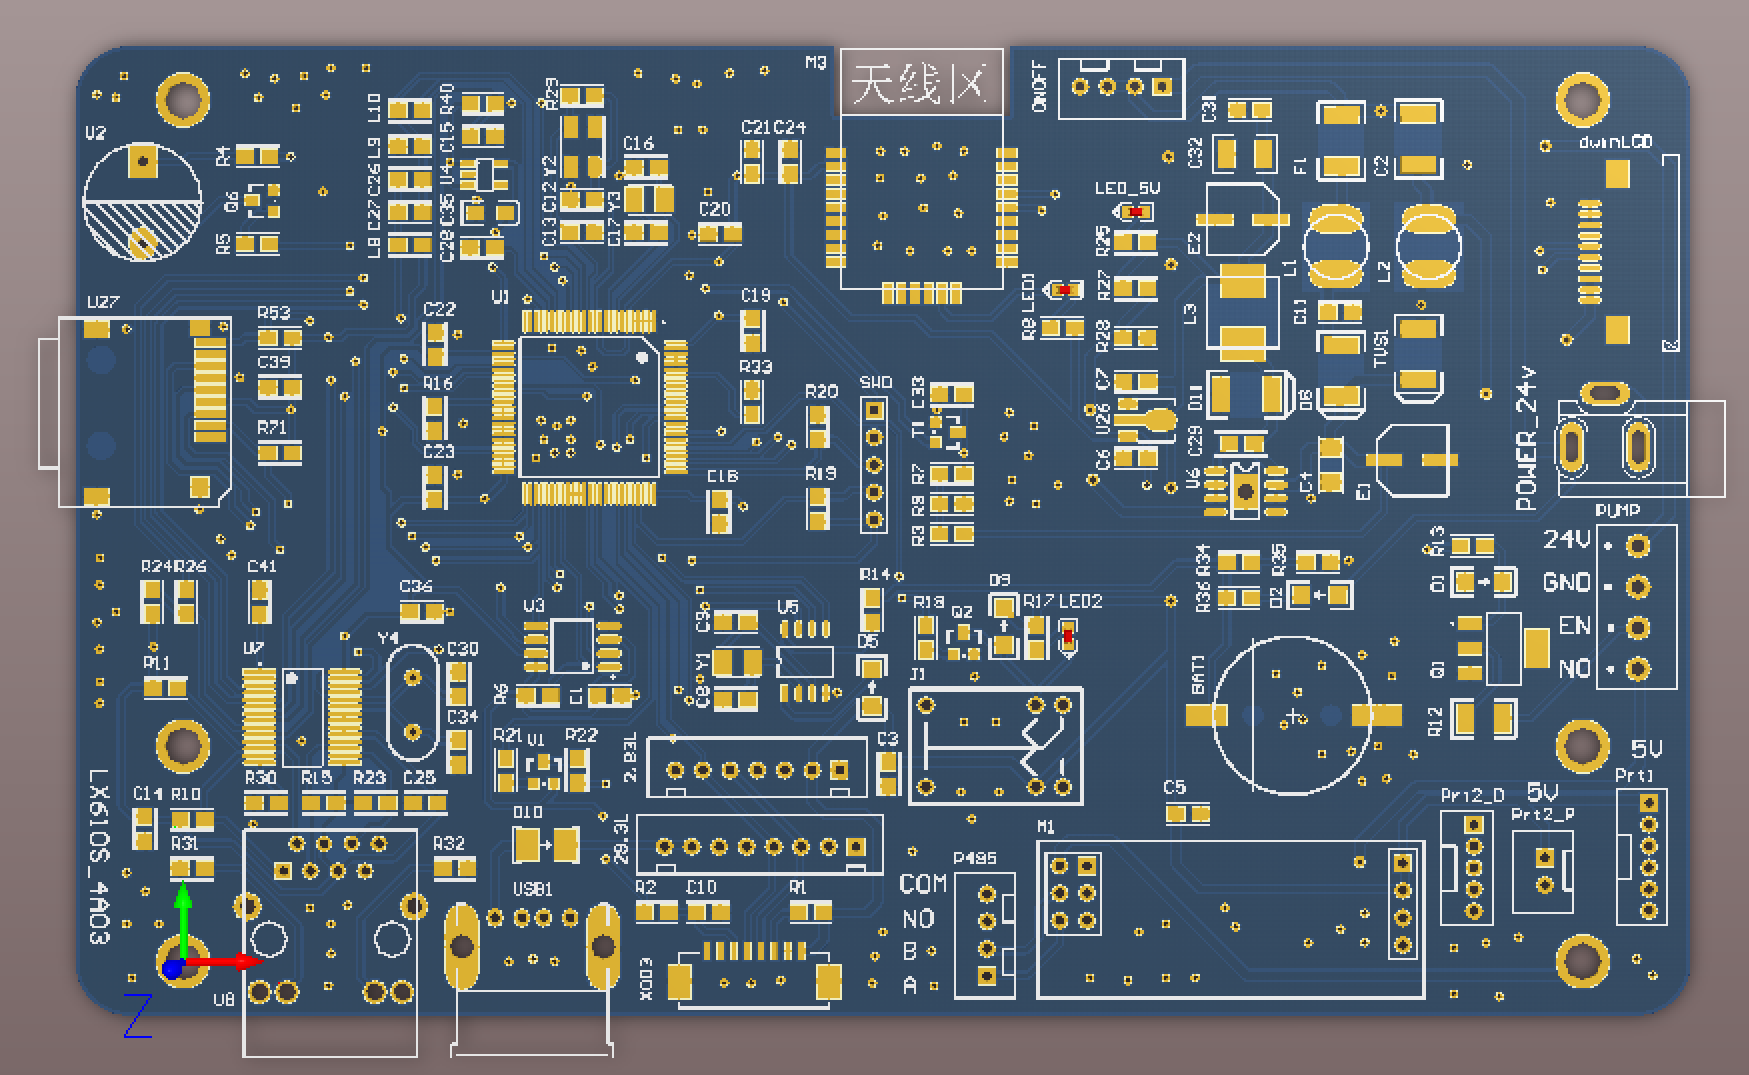 M3
天线区
ONOFF
U2
R4
Q6
R5
L10
L9
C26
C27
L8
R40
C15
U4
C35
C28
R29
Y2
C12
C13
C16
Y3
C17
C21
C24
C20
C31
C32
F1
C2
dwinLCD
LED_5V
R25
E2
L1
L2
U27
R53
C39
R71
C22
R16
C23
U1
C19
R33
C18
R20
R19
SWD
C33
T1
R7
R9
R3
LED1
R8
R27
R28
C7
U26
C6
L3
D11
C29
U6
C11
D8
C4
TVS1
E1
POWER_24v
PUMP
24V
GND
EN
NO
R13
D1
Q1
R12
R34
R36
R35
D2
R24
R26
C41
C36
U3
C9
Y1
C8
U5
R14
D5
R18
Q2
D9
R17
LED2
J1
BAT1
R11
U7
Y4
C30
C34
R6
C1
R21
U1
R22
2.83L
C3
C5
5V
Prt1
Prt2_D
5V
Prt2_P
LX610S_4A03
C14
R10
R31
R30
R15
R23
C25
R32
D10
29.3L
USB1
R2
C10
R1
X003
P485
COM
NO
B
A
M1
U8
Z